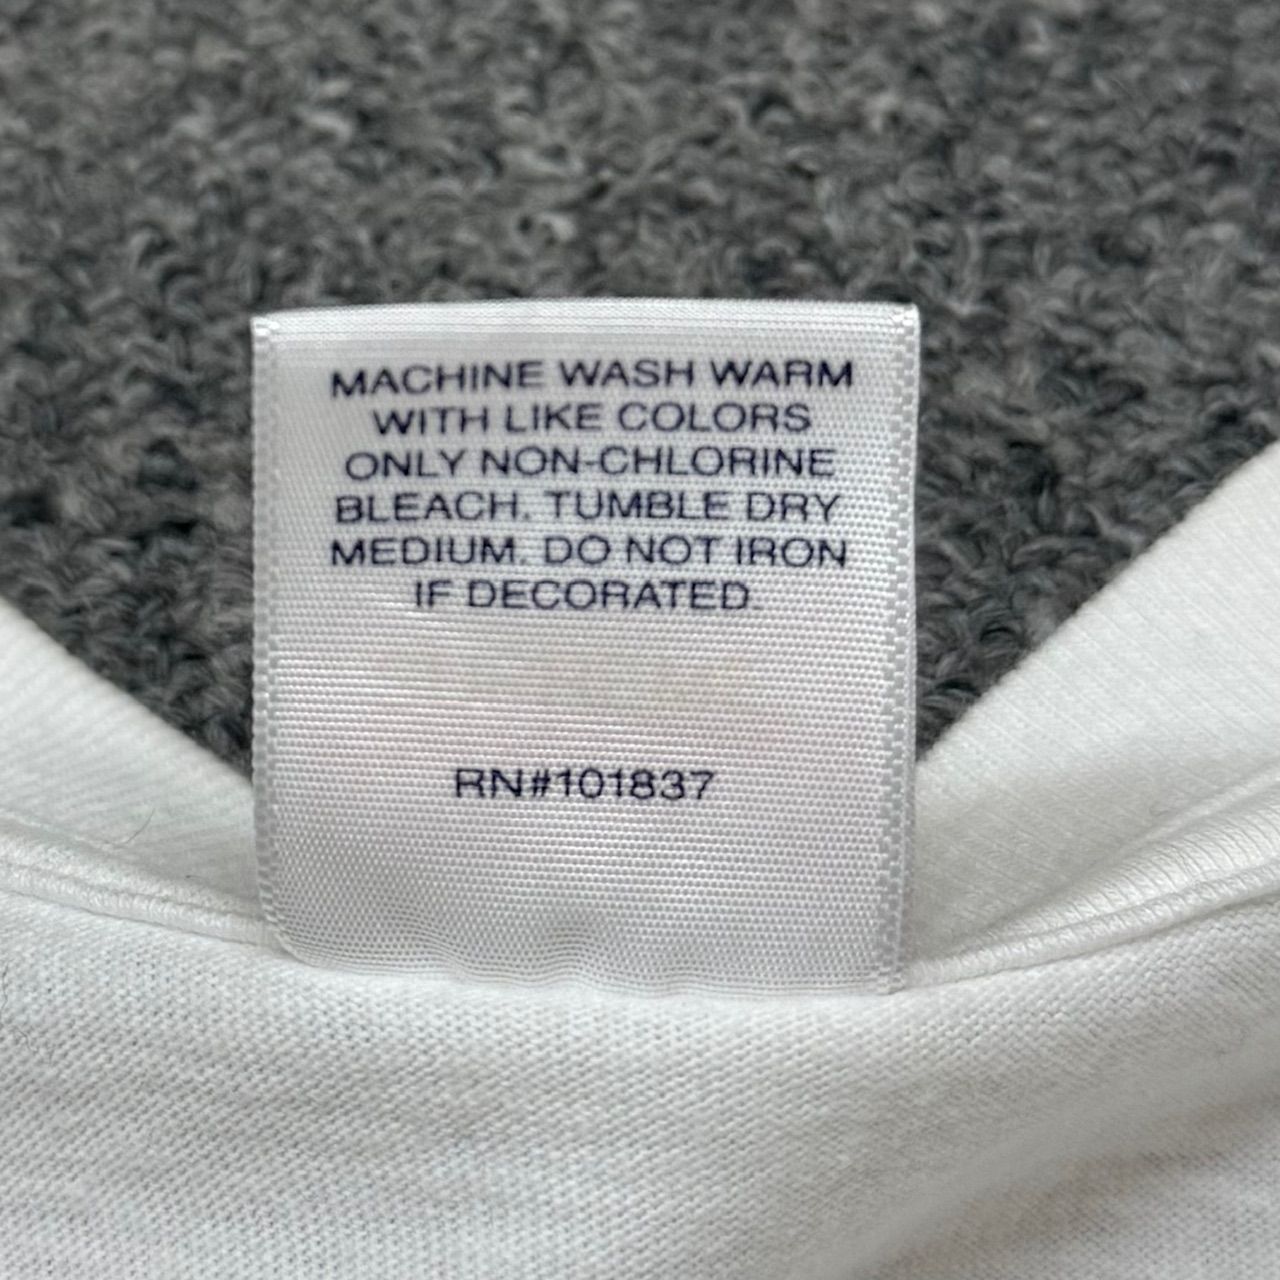 MACHINE WASH WARM
WITH LIKE COLORS
ONLY NON-CHLORINE
BLEACH. TUMBLE DRY
MEDIUM. DO NOT IRON
IF DECORATED.
RN#101837